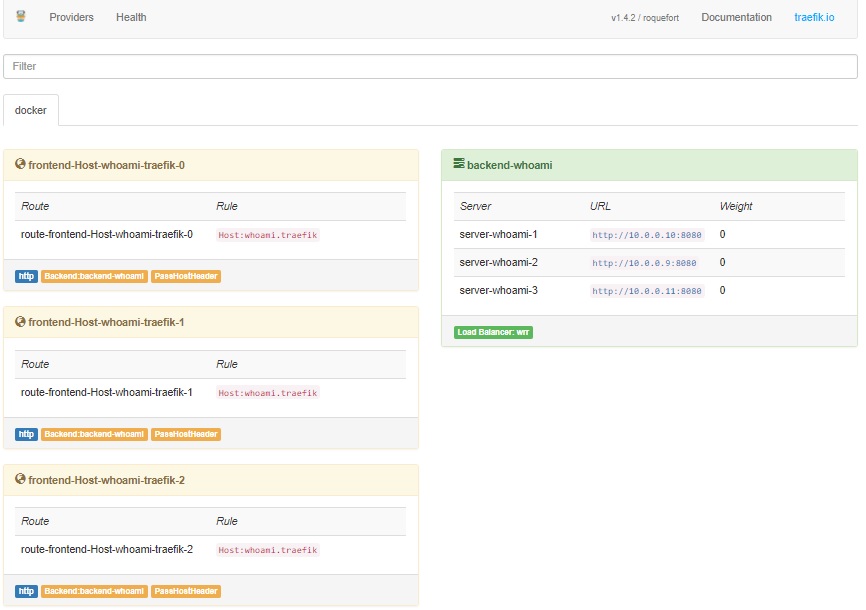 Providers Health v1.4.2 / roquefort Documentation traefik.io
Filter
docker
frontend-Host-whoami-traefik-0
Route Rule
route-frontend-Host-whoami-traefik-0 Host:whoami.traefik
http Backend:backend-whoami PassHostHeader
frontend-Host-whoami-traefik-1
Route Rule
route-frontend-Host-whoami-traefik-1 Host:whoami.traefik
http Backend:backend-whoami PassHostHeader
frontend-Host-whoami-traefik-2
Route Rule
route-frontend-Host-whoami-traefik-2 Host:whoami.traefik
http Backend:backend-whoami PassHostHeader
backend-whoami
Server URL Weight
server-whoami-1 http://10.0.0.10:8080 0
server-whoami-2 http://10.0.0.9:8080 0
server-whoami-3 http://10.0.0.11:8080 0
Load Balancer: wrr